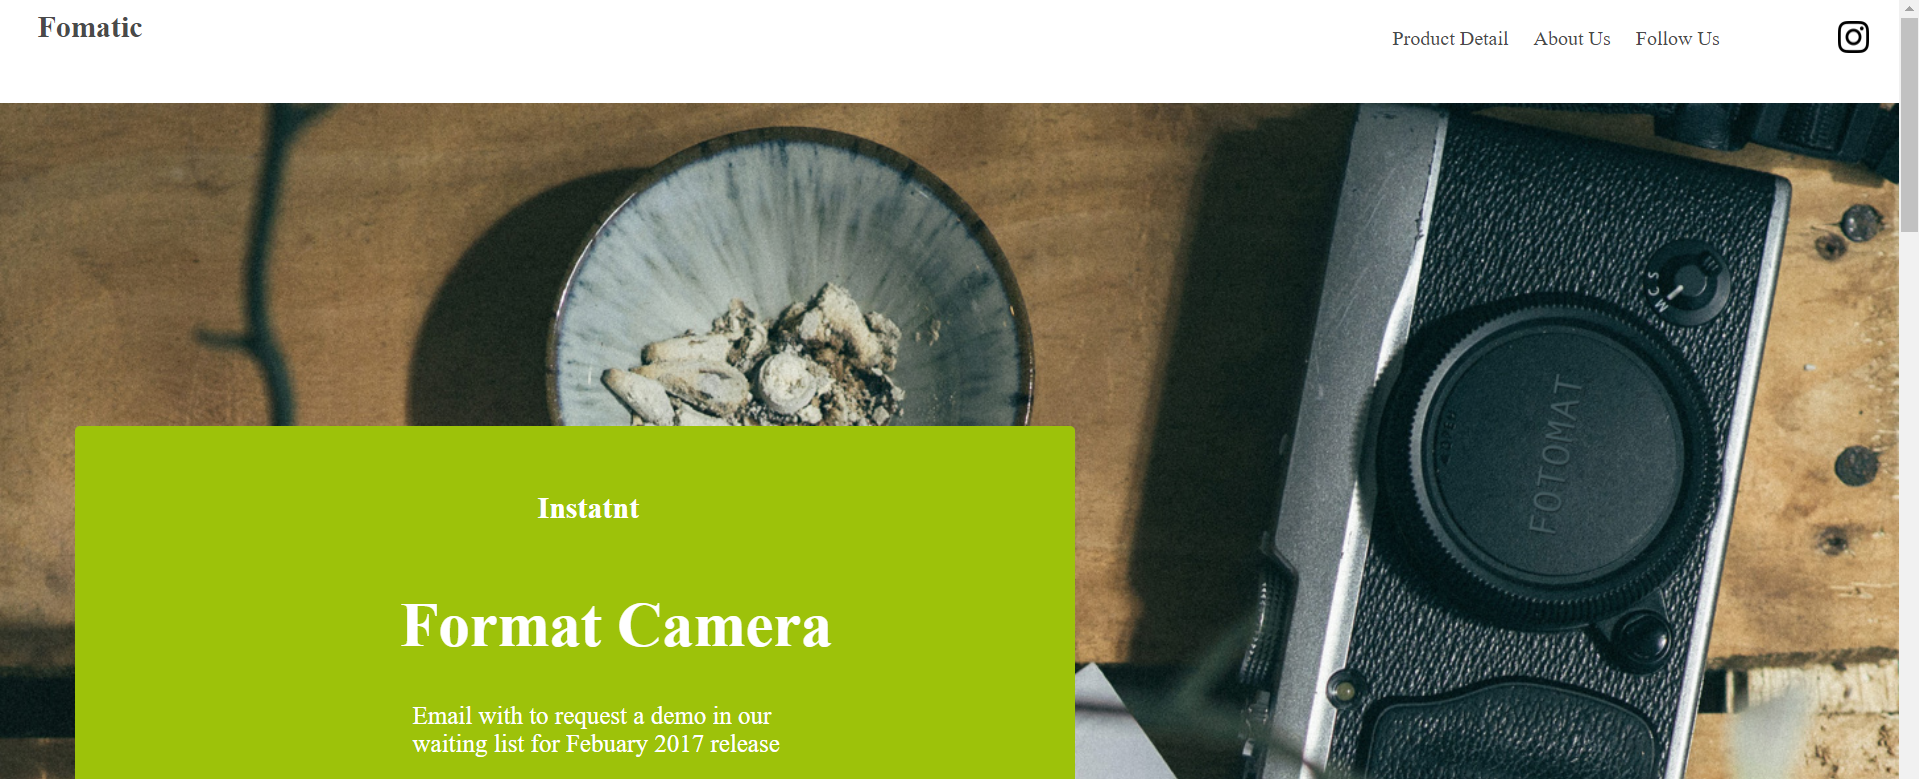 Fomatic
Product Detail About Us Follow Us
M C S
FOTOMAT
Instatnt
Format Camera
Email with to request a demo in our
waiting list for Febuary 2017 release